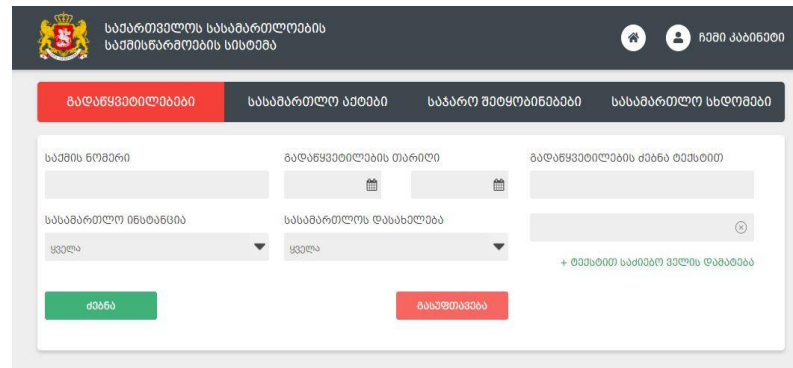 საქართველოს სასამართლოების
საქმისწარმოების სისტემა
ჩემი კაბინეტი
გადაწყვეტილებები
სასამართლო აქტები
საჯარო შეტყობინებები
სასამართლო სხდომები
საქმის ნომერი
გადაწყვეტილების თარიღი
გადაწყვეტილების ძებნა ტექსტით
სასამართლო ინსტანცია
სასამართლოს დასახელება
ყველა
ყველა
+ ტექსტით საძიებო ველის დამატება
ძებნა
გასუფთავება